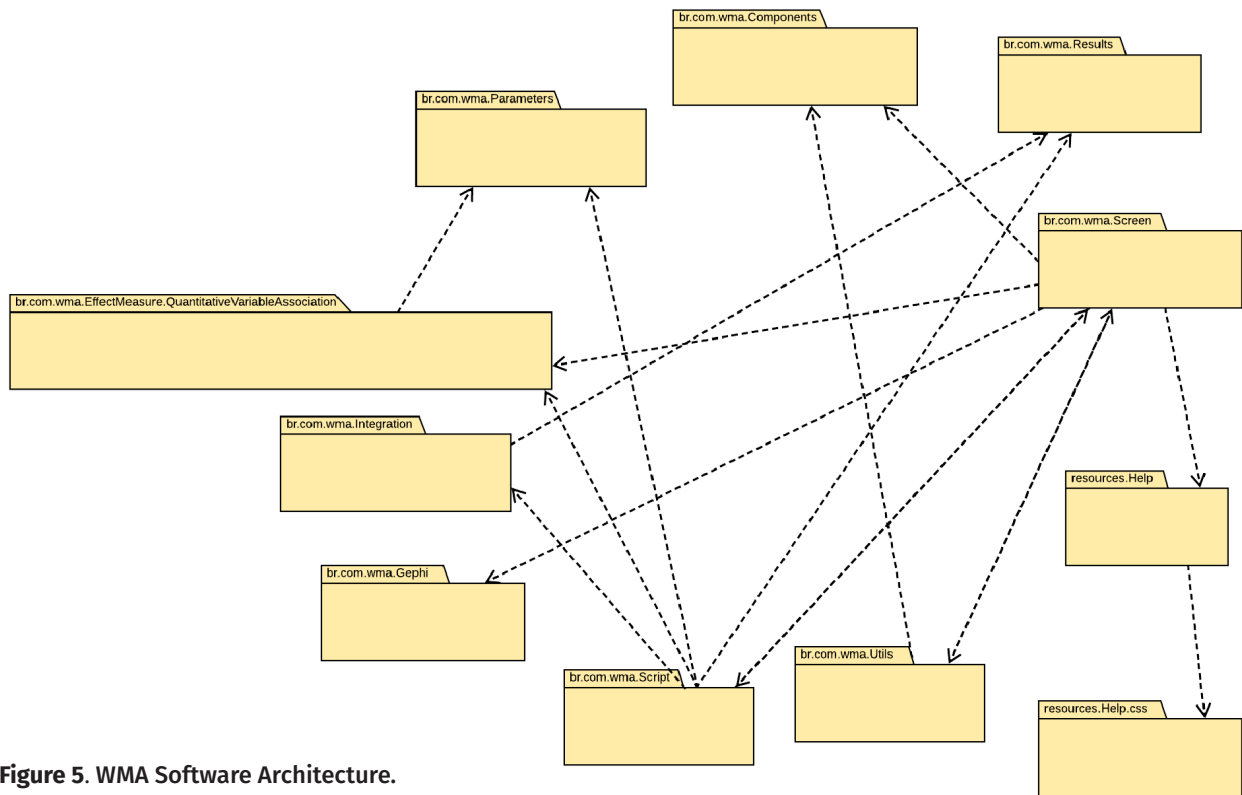 br.com.wma.Components
br.com.wma.Results
br.com.wma.Parameters
br.com.wma.Screen
br.com.wma.EffectMeasure.QuantitativeVariableAssociation
br.com.wma.Integration
resources.Help
br.com.wma.Gephi
br.com.wma.Utils
br.com.wma.Script
resources.Help.css
Figure 5. WMA Software Architecture.